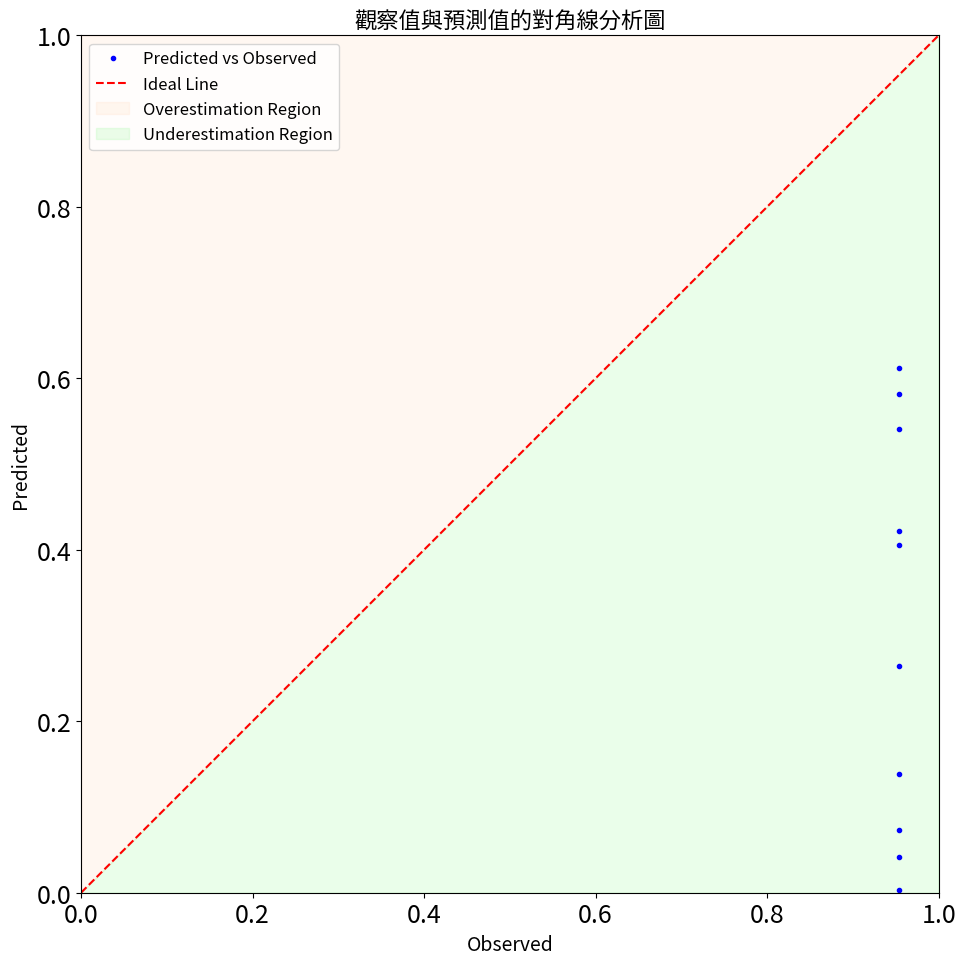 觀察值與預測值的對角線分析圖
Predicted vs Observed
Ideal Line
Overestimation Region
Underestimation Region
1.0
0.8
0.6
0.4
0.2
0.0
Predicted
0.0 0.2 0.4 0.6 0.8 1.0
Observed